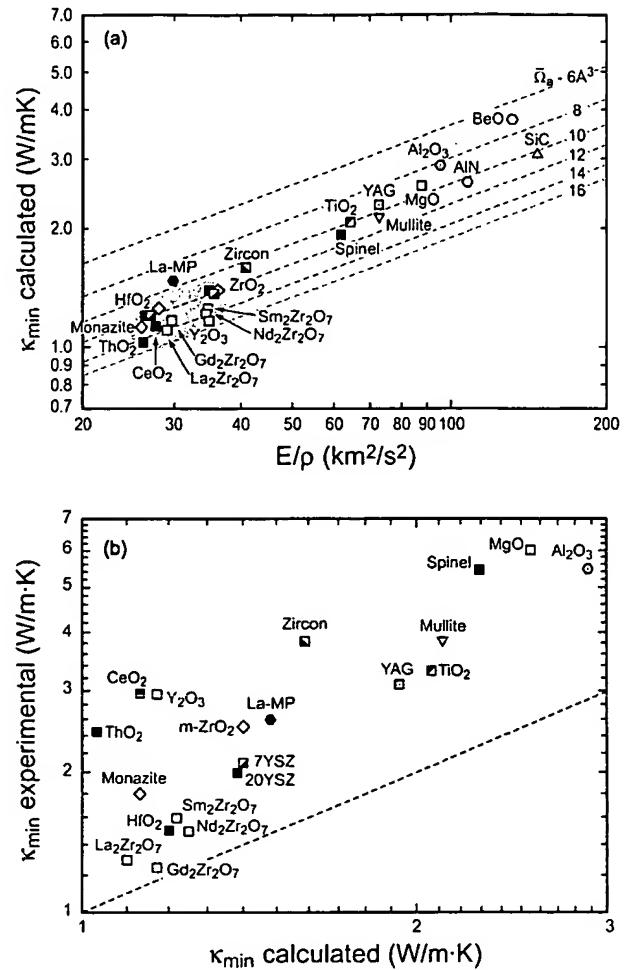 7.0
(a)
6.0
Ω̄a 6A³
5.0
8
4.0
BeO
10
SiC
12
3.0
Al2O3
AlN
14
16
YAG
TiO2
MgO
2.0
Mullite
Zircon
Spinel
La-MP
ZrO2
HfO2
Sm2Zr2O7
Monazite
Nd2Zr2O7
Y2O3
1.0
ThO2
Gd2Zr2O7
0.9
CeO2
La2Zr2O7
0.8
0.7
κmin calculated (W/mK)
20 30 40 50 60 70 80 90 100 200
E/ρ (km²/s²)
7
(b)
6
MgO
Al2O3
Spinel
5
Zircon
Mullite
4
YAG
TiO2
CeO2
3
Y2O3
La-MP
ThO2
m-ZrO2
7YSZ
2
20YSZ
Monazite
Sm2Zr2O7
HfO2
Nd2Zr2O7
La2Zr2O7
Gd2Zr2O7
1
κmin experimental (W/m·K)
1 2 3
κmin calculated (W/m·K)